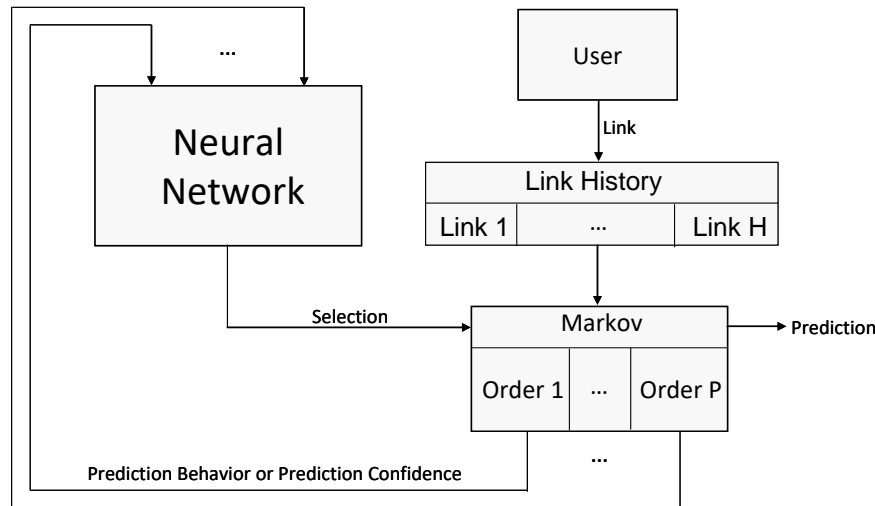 ...
User
Neural
Network
Link
Link History
Link 1
...
Link H
Selection
Markov
Prediction
Order 1
...
Order P
...
Prediction Behavior or Prediction Confidence